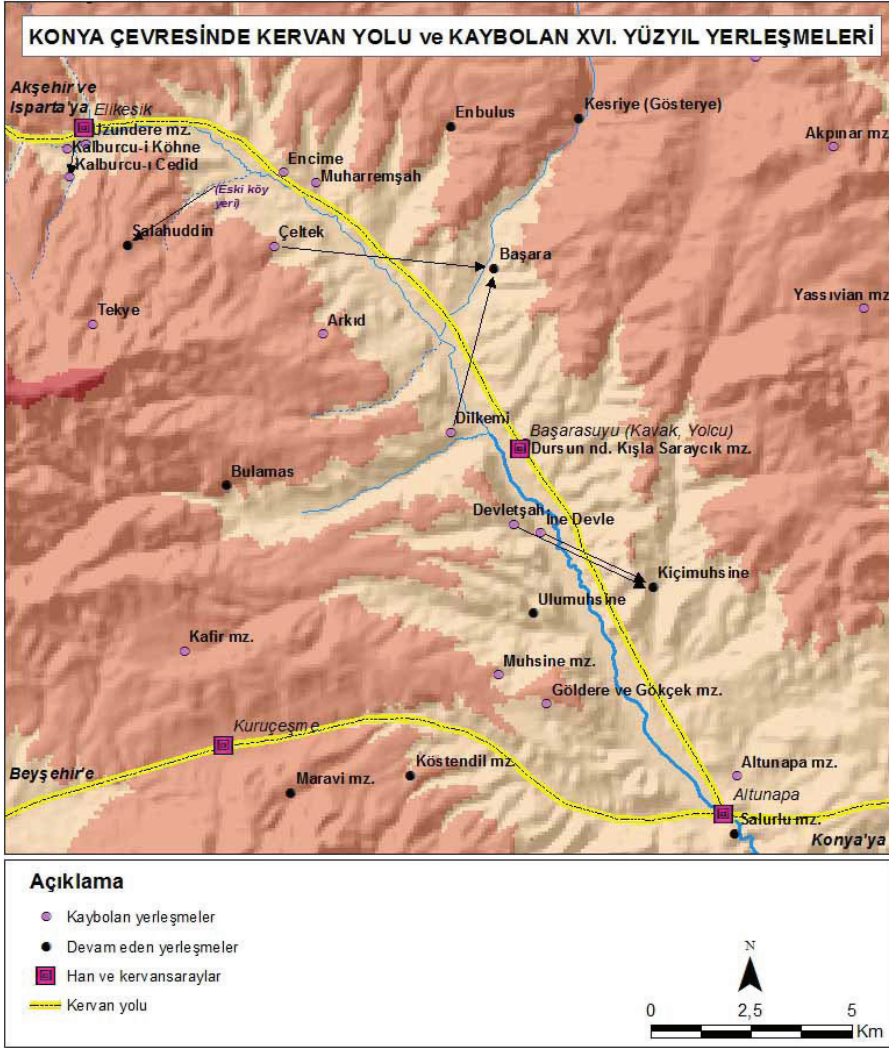 KONYA ÇEVRESİNDE KERVAN YOLU ve KAYBOLAN XVI. YÜZYIL YERLEŞMELERİ
Akşehir ve
Isparta'ya
Elikesik
Uzundere mz.
Kalburcu-i Köhne
Kalburcu-ı Cedid
Enbulus
Kesriye (Gösterye)
Akpınar mz.
Encime
Muharremşah
(Eski köy
yeri)
Salahuddin
Çeltek
Başara
Yassıvian mz.
Tekye
Arkıd
Dilkemi
Başarasuyu (Kavak, Yolcu)
Dursun nd. Kışla Saraycık mz.
Bulamas
Devletşah
İne Devle
Kiçimuhsine
Ulumuhsine
Kafir mz.
Muhsine mz.
Göldere ve Gökçek mz.
Kuruçeşme
Beyşehir'e
Maravi mz.
Köstendil mz.
Altunapa mz.
Altunapa
Salurlu mz.
Konya'ya
Açıklama
Kaybolan yerleşmeler
Devam eden yerleşmeler
Han ve kervansaraylar
Kervan yolu
N
0 2,5 5
Km